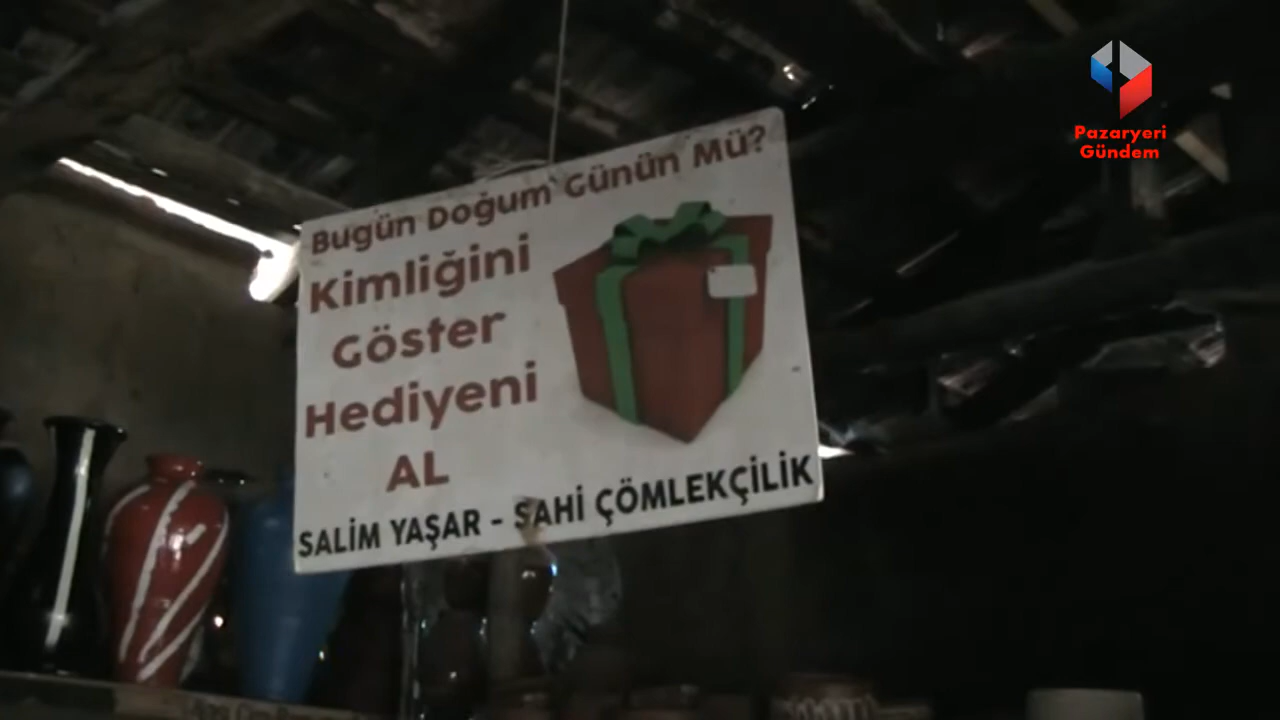 Pazaryeri
Gündem
Bugün Doğum Günün Mü?
Kimliğini
Göster
Hediyeni
AL
SALİM YAŞAR - SAHİ ÇÖMLEKÇİLİK